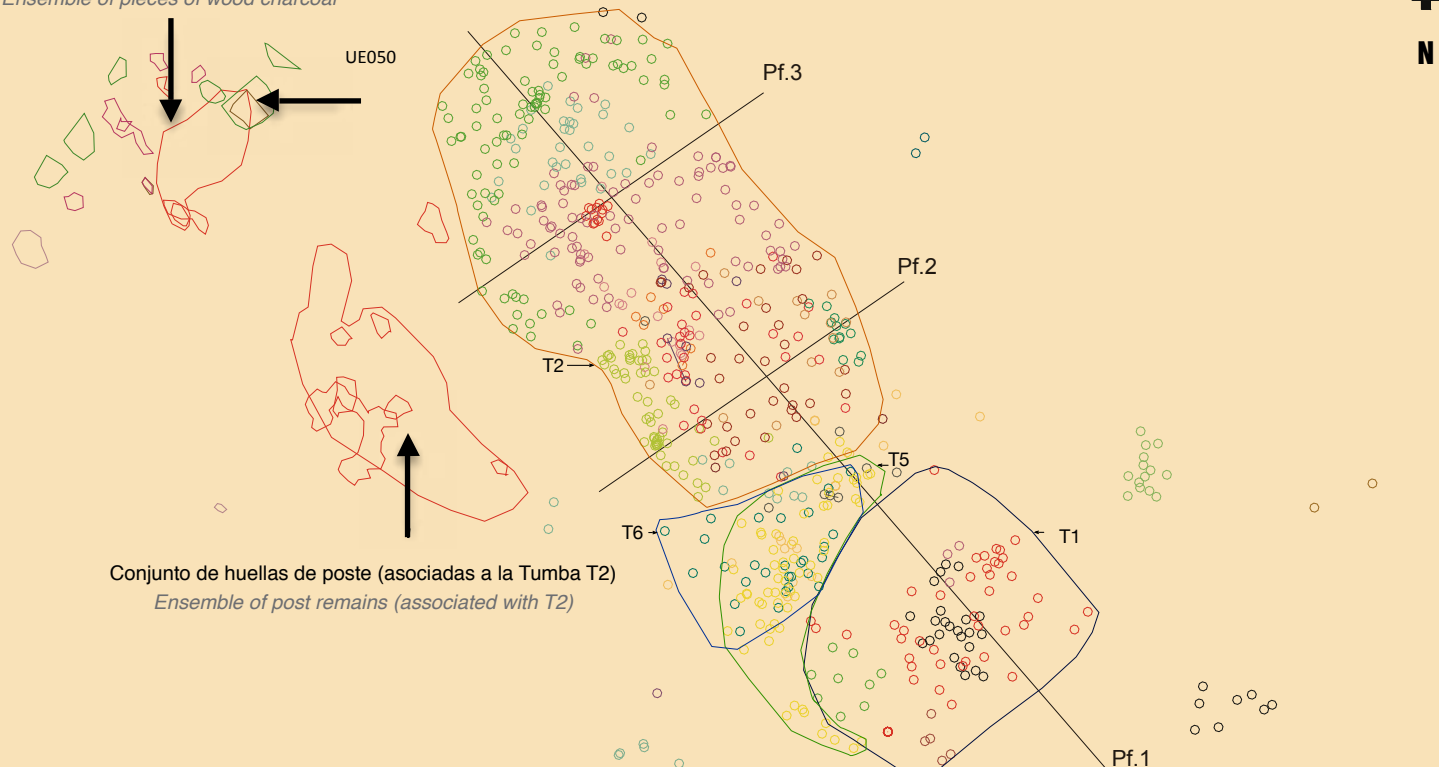 Ensemble of pieces of wood charcoal
N
UE050
Pf.3
Pf.2
T2
T5
T6
T1
Conjunto de huellas de poste (asociadas a la Tumba T2)
Ensemble of post remains (associated with T2)
Pf.1